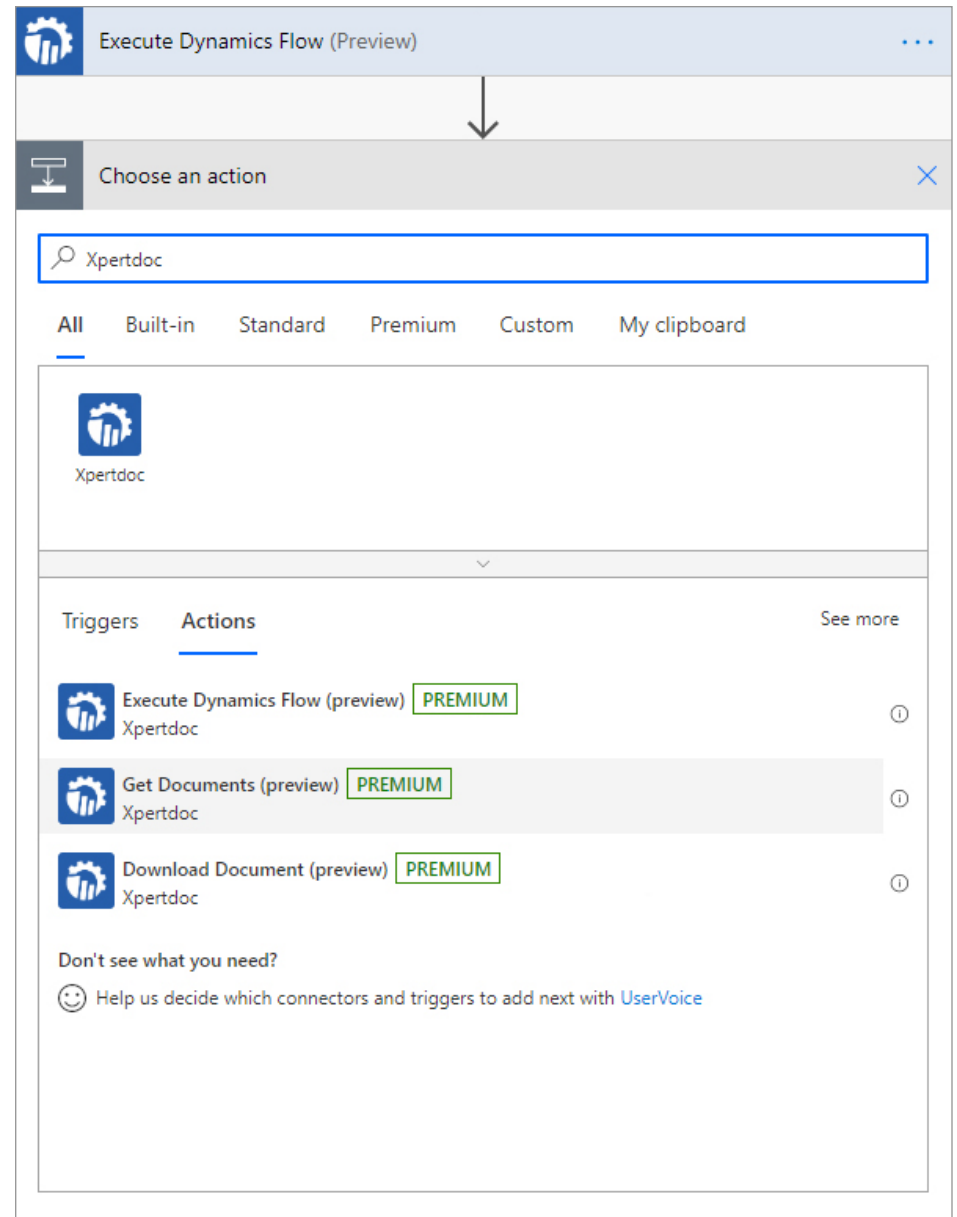 Execute Dynamics Flow (Preview)
Choose an action
Xpertdoc
All Built-in Standard Premium Custom My clipboard
Xpertdoc
Triggers Actions See more
Execute Dynamics Flow (preview) PREMIUM
Xpertdoc
Get Documents (preview) PREMIUM
Xpertdoc
Download Document (preview) PREMIUM
Xpertdoc
Don't see what you need?
Help us decide which connectors and triggers to add next with UserVoice